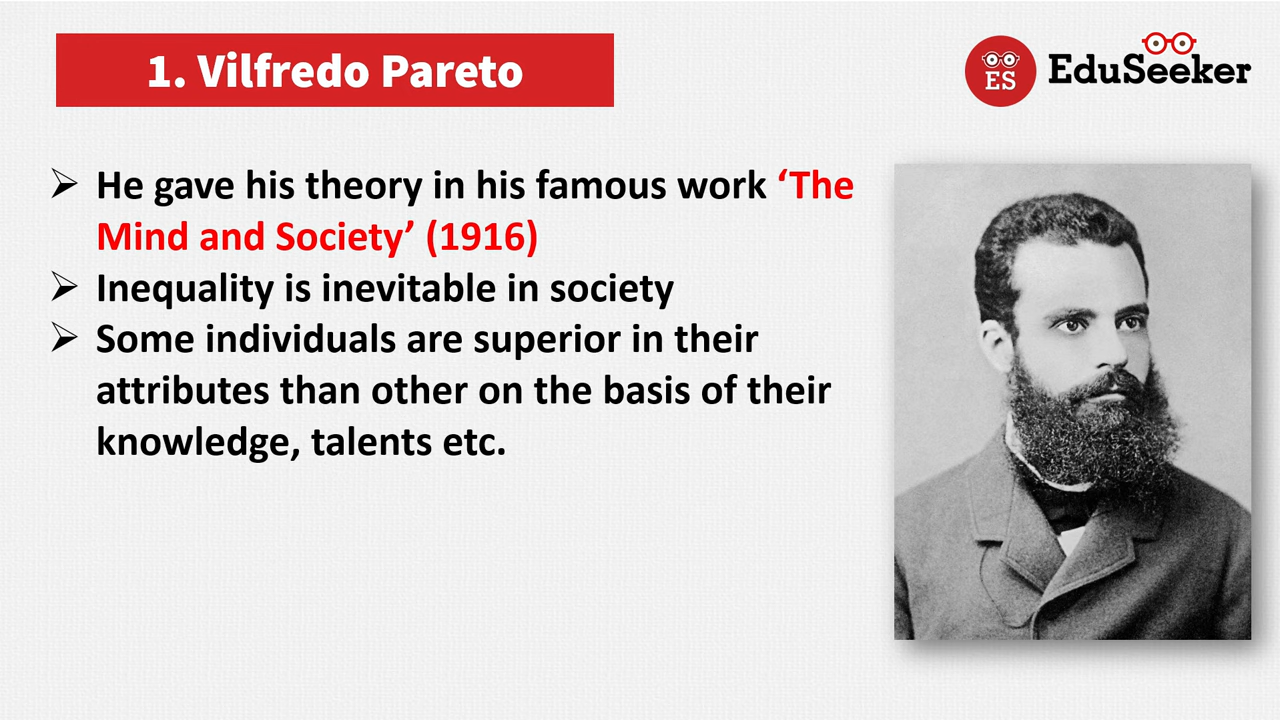 1. Vilfredo Pareto
ES
EduSeeker
➢ He gave his theory in his famous work ‘The
Mind and Society’ (1916)
➢ Inequality is inevitable in society
➢ Some individuals are superior in their
attributes than other on the basis of their
knowledge, talents etc.